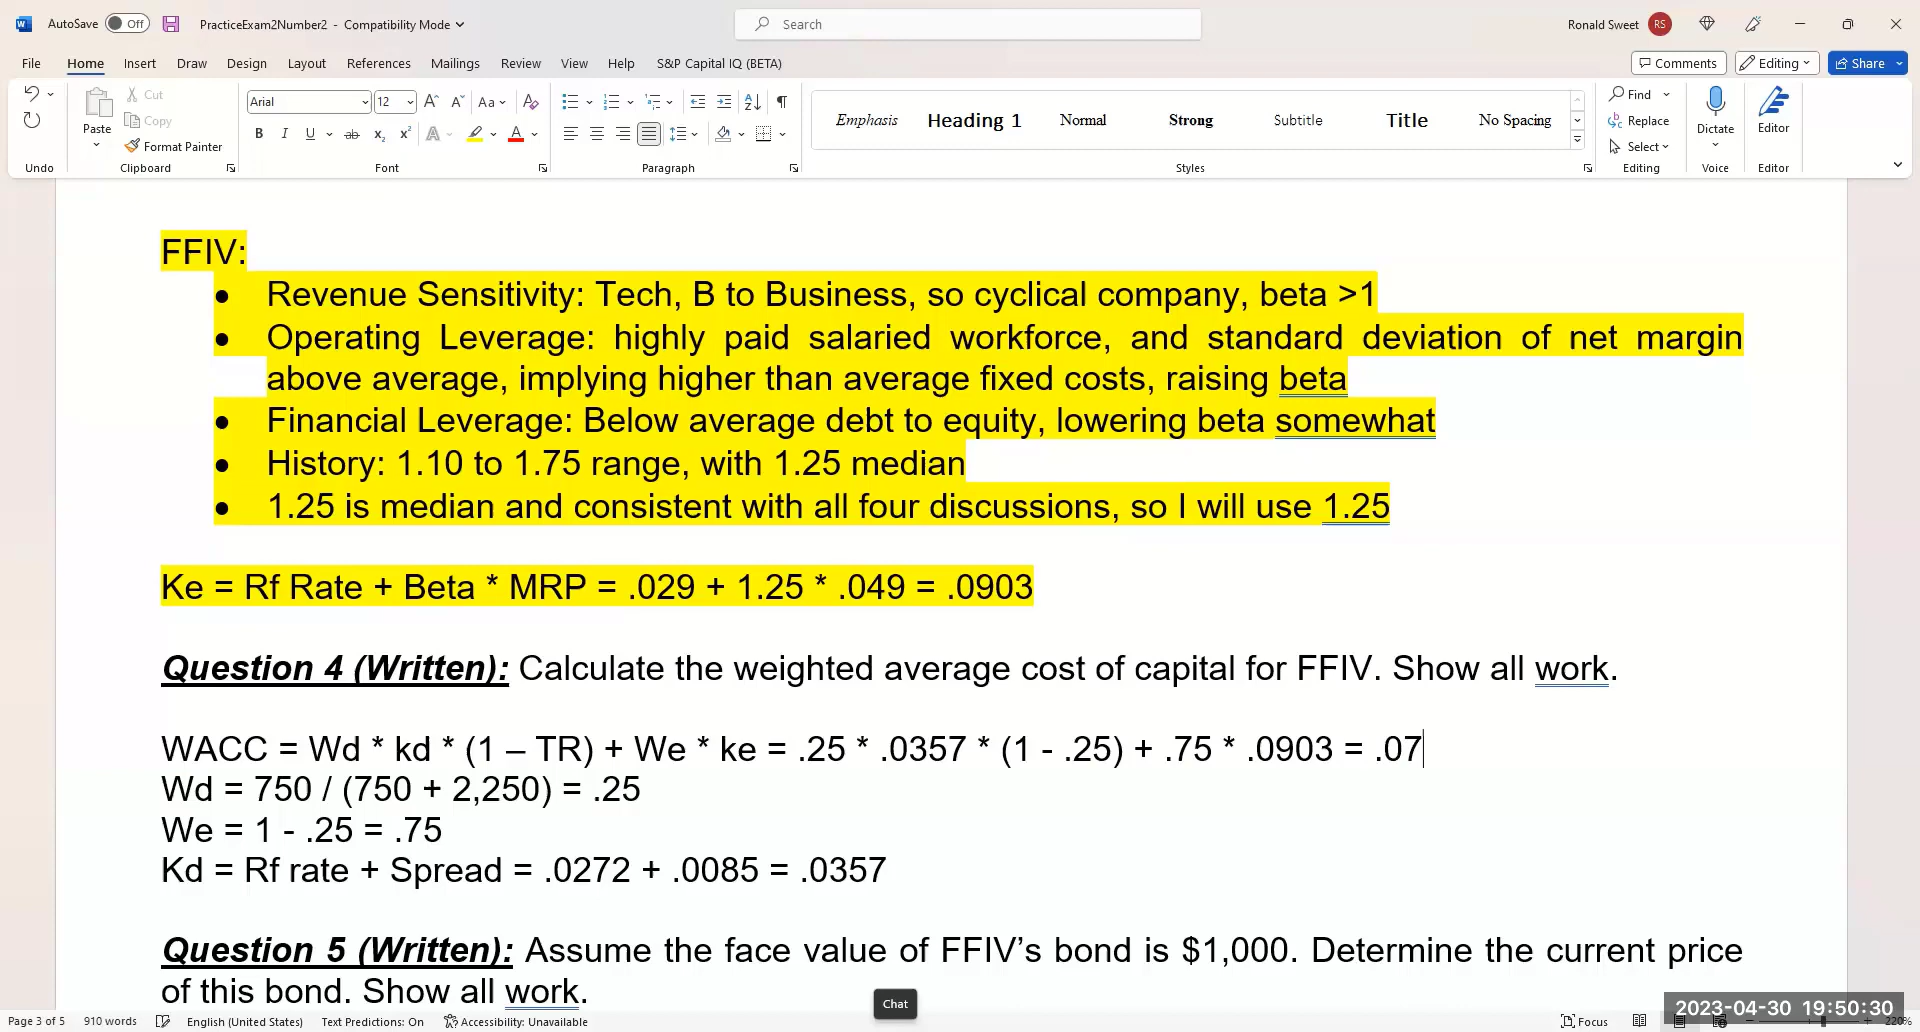 AutoSave Off PracticeExam2Number2 - Compatibility Mode Search Ronald Sweet RS
File Home Insert Draw Design Layout References Mailings Review View Help S&P Capital IQ (BETA) Comments Editing Share
Paste Cut Copy Format Painter
Arial 12
Emphasis Heading 1 Normal Strong Subtitle Title No Spacing
Find Replace Select Dictate Editor
Undo Clipboard Font Paragraph Styles Editing Voice Editor
FFIV:
• Revenue Sensitivity: Tech, B to Business, so cyclical company, beta >1
• Operating Leverage: highly paid salaried workforce, and standard deviation of net margin
above average, implying higher than average fixed costs, raising beta
• Financial Leverage: Below average debt to equity, lowering beta somewhat
• History: 1.10 to 1.75 range, with 1.25 median
• 1.25 is median and consistent with all four discussions, so I will use 1.25
Ke = Rf Rate + Beta * MRP = .029 + 1.25 * .049 = .0903
Question 4 (Written): Calculate the weighted average cost of capital for FFIV. Show all work.
WACC = Wd * kd * (1 – TR) + We * ke = .25 * .0357 * (1 - .25) + .75 * .0903 = .07
Wd = 750 / (750 + 2,250) = .25
We = 1 - .25 = .75
Kd = Rf rate + Spread = .0272 + .0085 = .0357
Question 5 (Written): Assume the face value of FFIV’s bond is $1,000. Determine the current price
of this bond. Show all work.
Chat
2023-04-30 19:50:30
Page 3 of 5 910 words English (United States) Text Predictions: On Accessibility: Unavailable Focus 220%